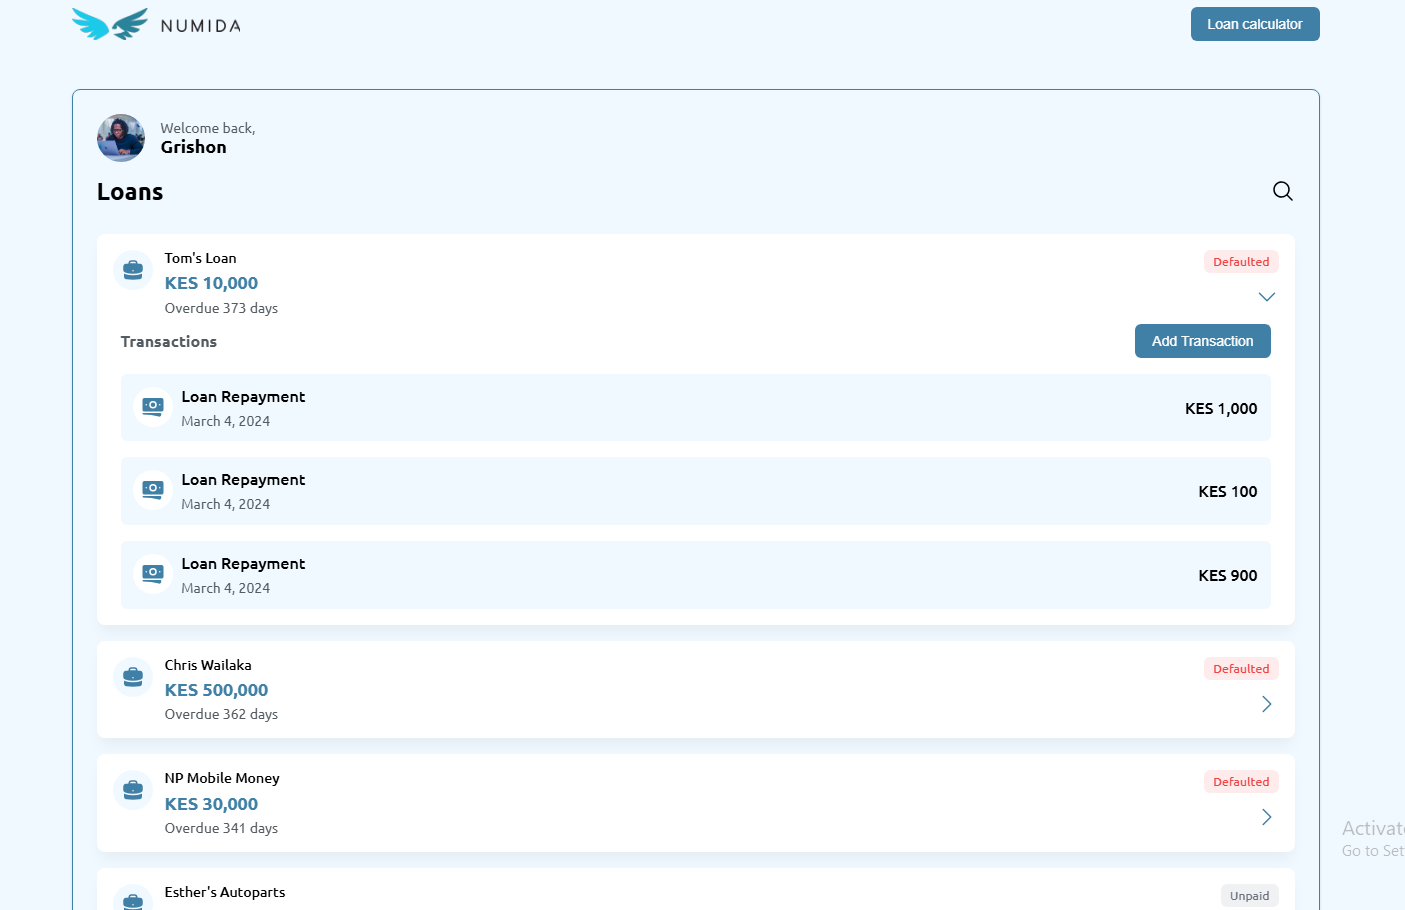 NUMIDA
Loan calculator
Welcome back,
Grishon
Loans
Tom's Loan
Defaulted
KES 10,000
Overdue 373 days
Transactions
Add Transaction
Loan Repayment
March 4, 2024
KES 1,000
Loan Repayment
March 4, 2024
KES 100
Loan Repayment
March 4, 2024
KES 900
Chris Wailaka
Defaulted
KES 500,000
Overdue 362 days
NP Mobile Money
Defaulted
KES 30,000
Overdue 341 days
Activate
Go to Set
Esther's Autoparts
Unpaid